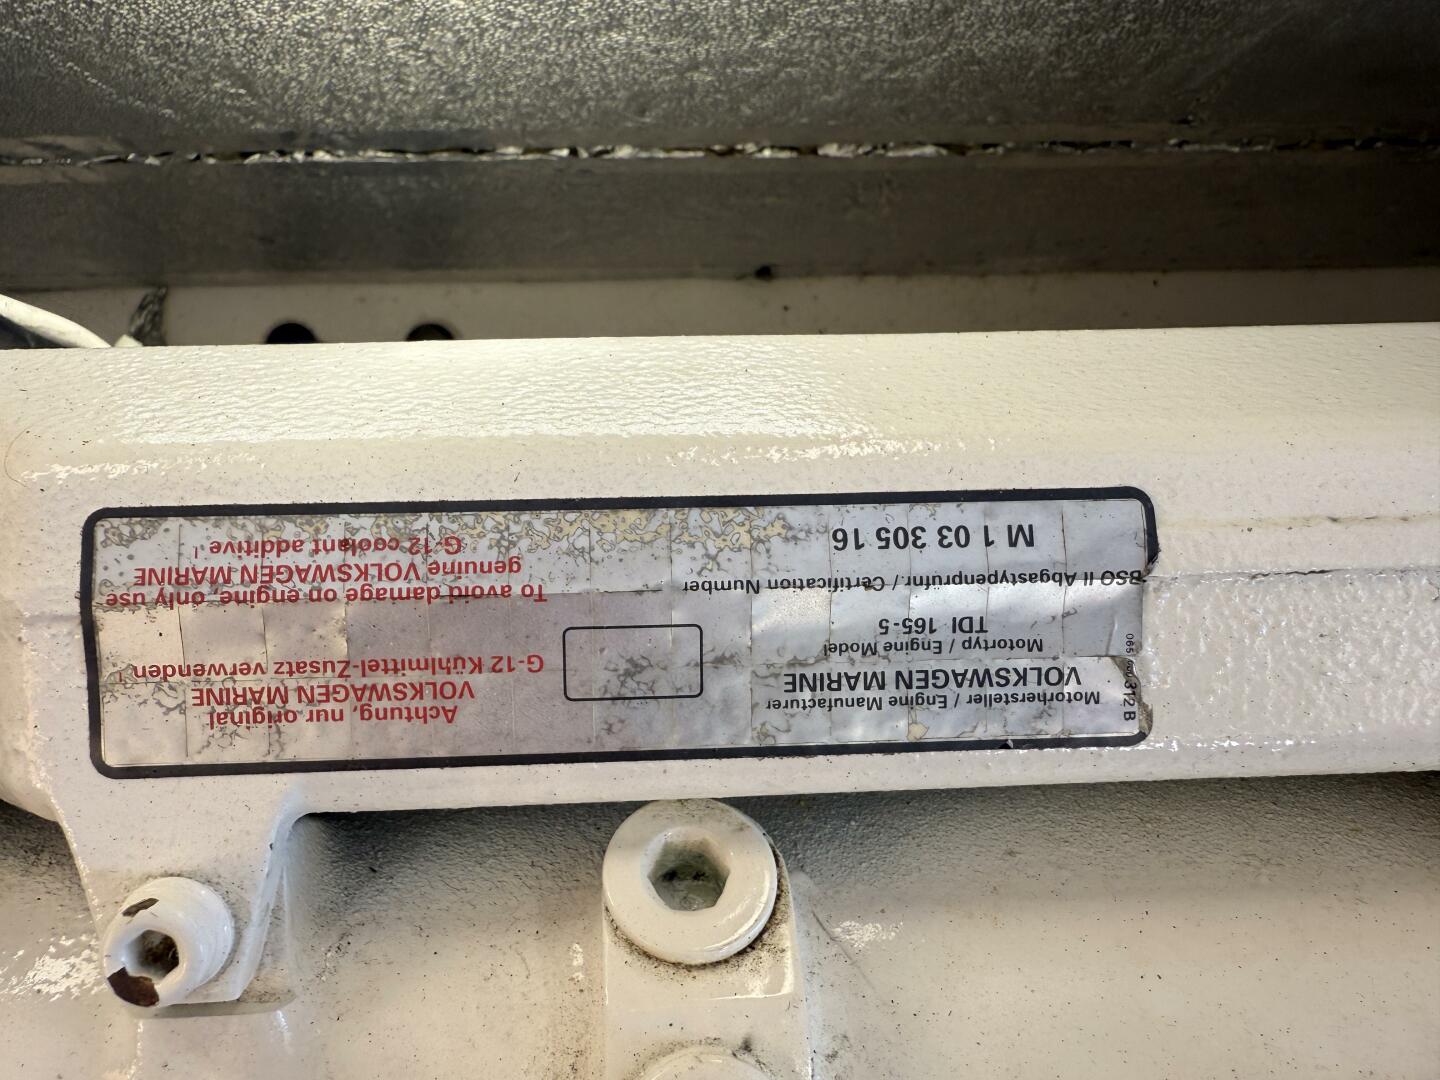 Motorhersteller / Engine Manufacturer
VOLKSWAGEN MARINE
Motortyp / Engine Model
TDI 165-5
BSO II Abgastypenprüfnr. / Certification Number
M 1 03 305 16
Achtung, nur original
VOLKSWAGEN MARINE
G-12 Kühlmittel-Zusatz verwenden !
To avoid damage on engine, only use
genuine VOLKSWAGEN MARINE
G-12 coolant additive !
065
312 B